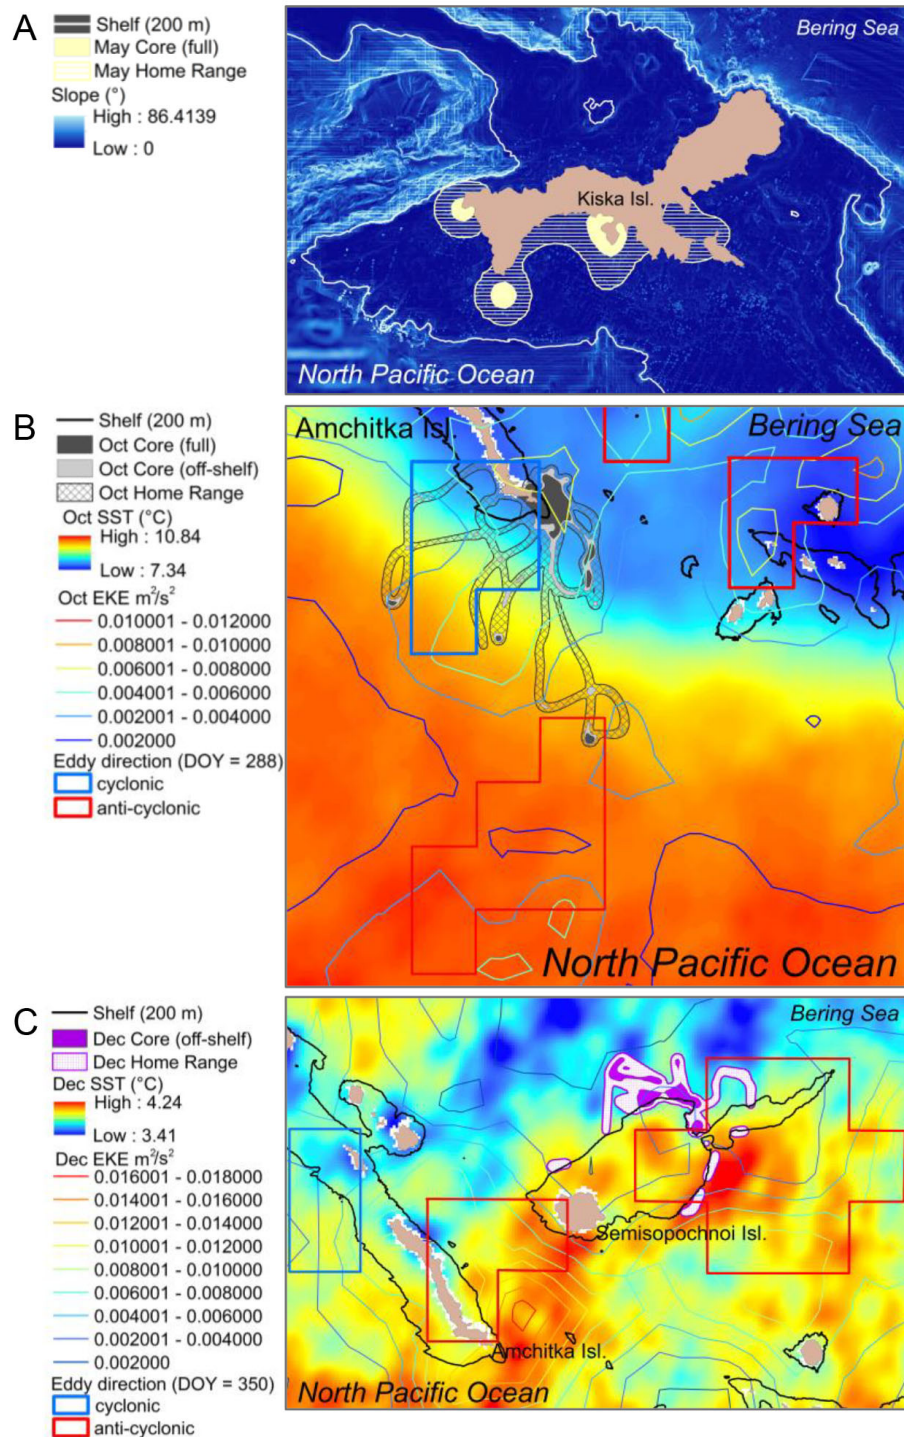 A
Shelf (200 m)
May Core (full)
May Home Range
Slope (°)
High : 86.4139
Low : 0
Bering Sea
Kiska Isl.
North Pacific Ocean
B
Shelf (200 m)
Oct Core (full)
Oct Core (off-shelf)
Oct Home Range
Oct SST (°C)
High : 10.84
Low : 7.34
Oct EKE m²/s²
0.010001 - 0.012000
0.008001 - 0.010000
0.006001 - 0.008000
0.004001 - 0.006000
0.002001 - 0.004000
0.002000
Eddy direction (DOY = 288)
cyclonic
anti-cyclonic
Amchitka Isl.
Bering Sea
North Pacific Ocean
C
Shelf (200 m)
Dec Core (off-shelf)
Dec Home Range
Dec SST (°C)
High : 4.24
Low : 3.41
Dec EKE m²/s²
0.016001 - 0.018000
0.014001 - 0.016000
0.012001 - 0.014000
0.010001 - 0.012000
0.008001 - 0.010000
0.006001 - 0.008000
0.004001 - 0.006000
0.002001 - 0.004000
0.002000
Eddy direction (DOY = 350)
cyclonic
anti-cyclonic
Bering Sea
Semisopochnoi Isl.
Amchitka Isl.
North Pacific Ocean